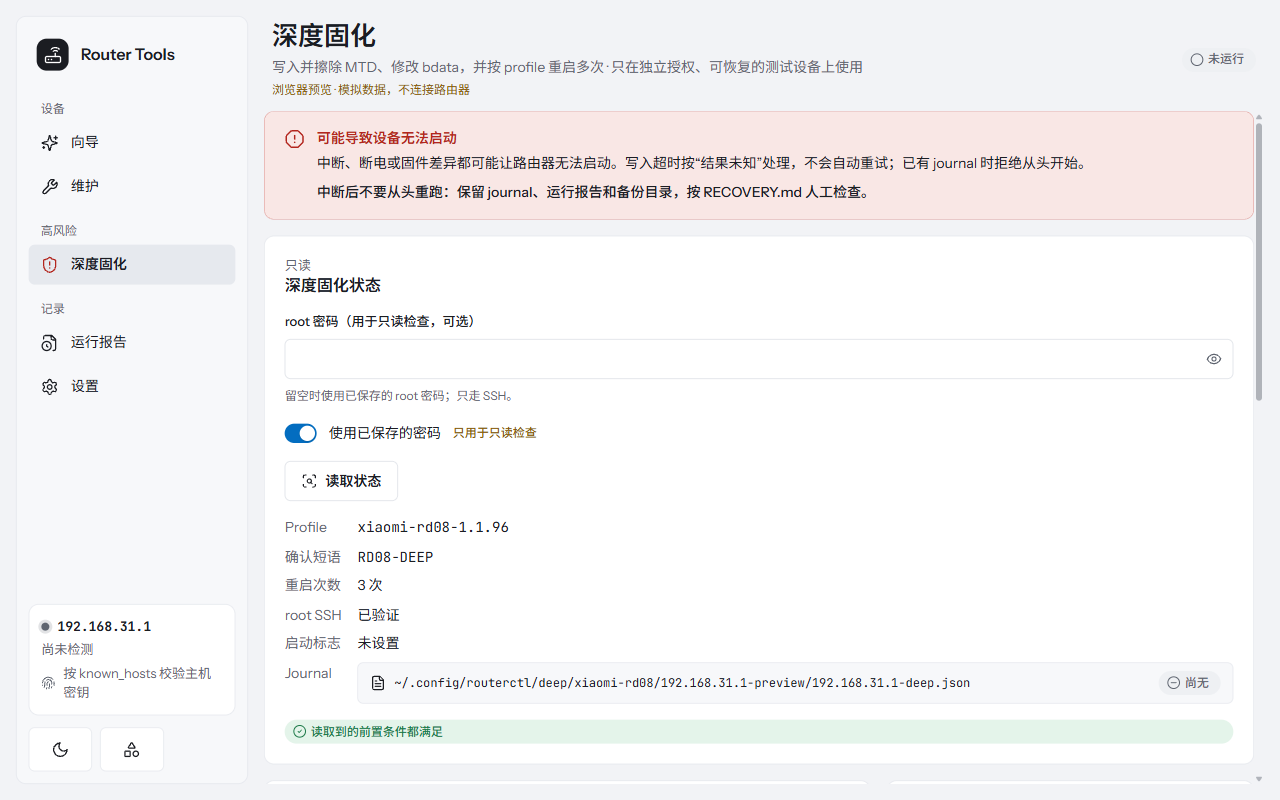 Router Tools
设备
向导
维护
高风险
深度固化
记录
运行报告
设置
192.168.31.1
尚未检测
按 known_hosts 校验主机
密钥
深度固化
写入并擦除 MTD、修改 bdata，并按 profile 重启多次 · 只在独立授权、可恢复的测试设备上使用
浏览器预览 · 模拟数据，不连接路由器
未运行
可能导致设备无法启动
中断、断电或固件差异都可能让路由器无法启动。写入超时按“结果未知”处理，不会自动重试；已有 journal 时拒绝从头开始。
中断后不要从头重跑：保留 journal、运行报告和备份目录，按 RECOVERY.md 人工检查。
只读
深度固化状态
root 密码（用于只读检查，可选）
留空时使用已保存的 root 密码；只走 SSH。
使用已保存的密码 只用于只读检查
读取状态
Profile xiaomi-rd08-1.1.96
确认短语 RD08-DEEP
重启次数 3 次
root SSH 已验证
启动标志 未设置
Journal ~/.config/routerctl/deep/xiaomi-rd08/192.168.31.1-preview/192.168.31.1-deep.json 尚无
读取到的前置条件都满足